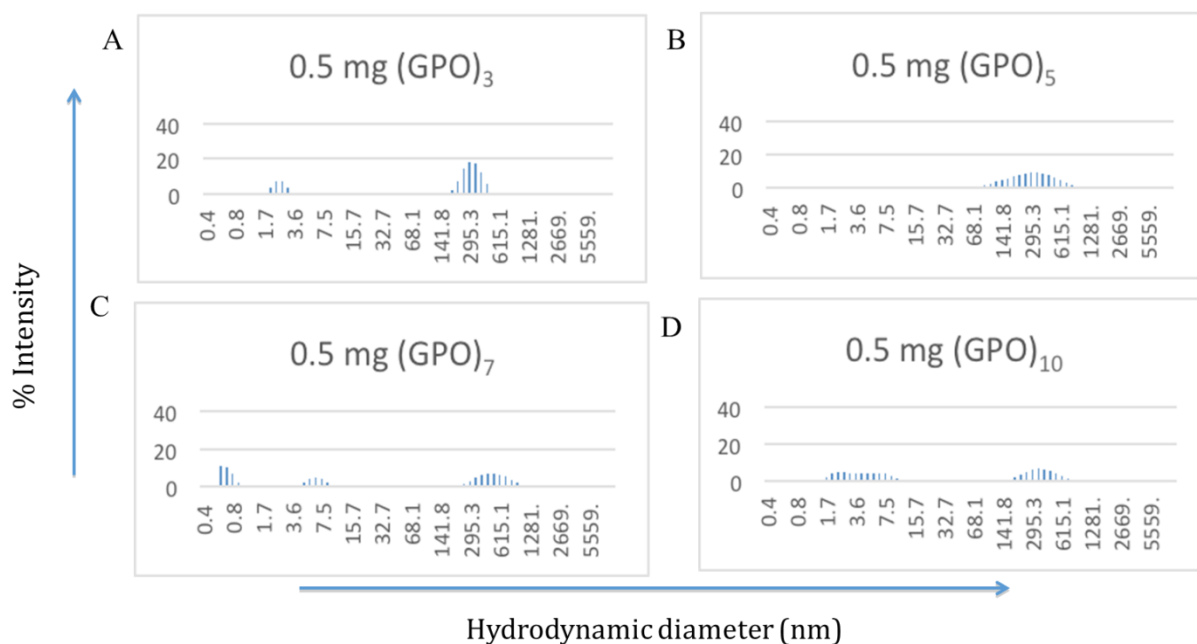 A
0.5 mg (GPO)3
40
20
0
0.4 0.8 1.7 3.6 7.5 15.7 32.7 68.1 141.8 295.3 615.1 1281. 2669. 5559.
B
0.5 mg (GPO)5
40
20
0
0.4 0.8 1.7 3.6 7.5 15.7 32.7 68.1 141.8 295.3 615.1 1281. 2669. 5559.
% Intensity
C
0.5 mg (GPO)7
40
20
0
0.4 0.8 1.7 3.6 7.5 15.7 32.7 68.1 141.8 295.3 615.1 1281. 2669. 5559.
D
0.5 mg (GPO)10
40
20
0
0.4 0.8 1.7 3.6 7.5 15.7 32.7 68.1 141.8 295.3 615.1 1281. 2669. 5559.
Hydrodynamic diameter (nm)